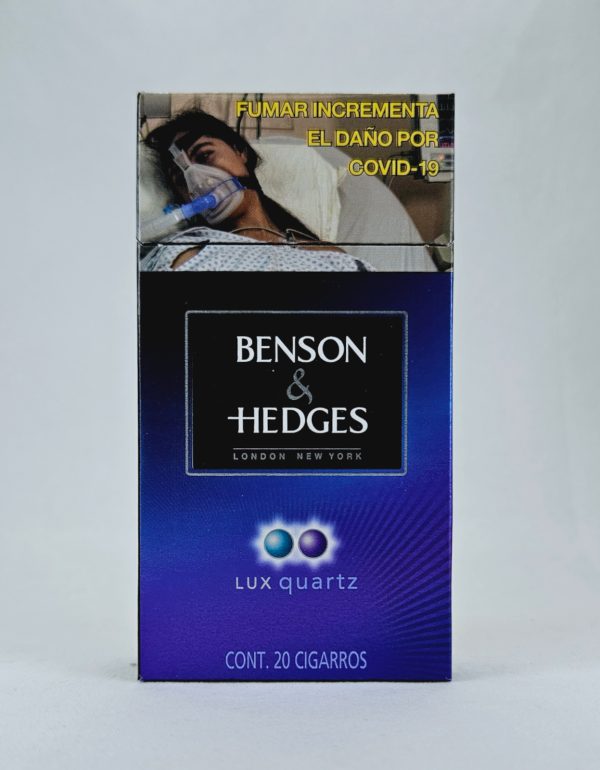 FUMAR INCREMENTA
EL DAÑO POR
COVID-19
BENSON
&
HEDGES
LONDON NEW YORK
LUX quartz
CONT. 20 CIGARROS